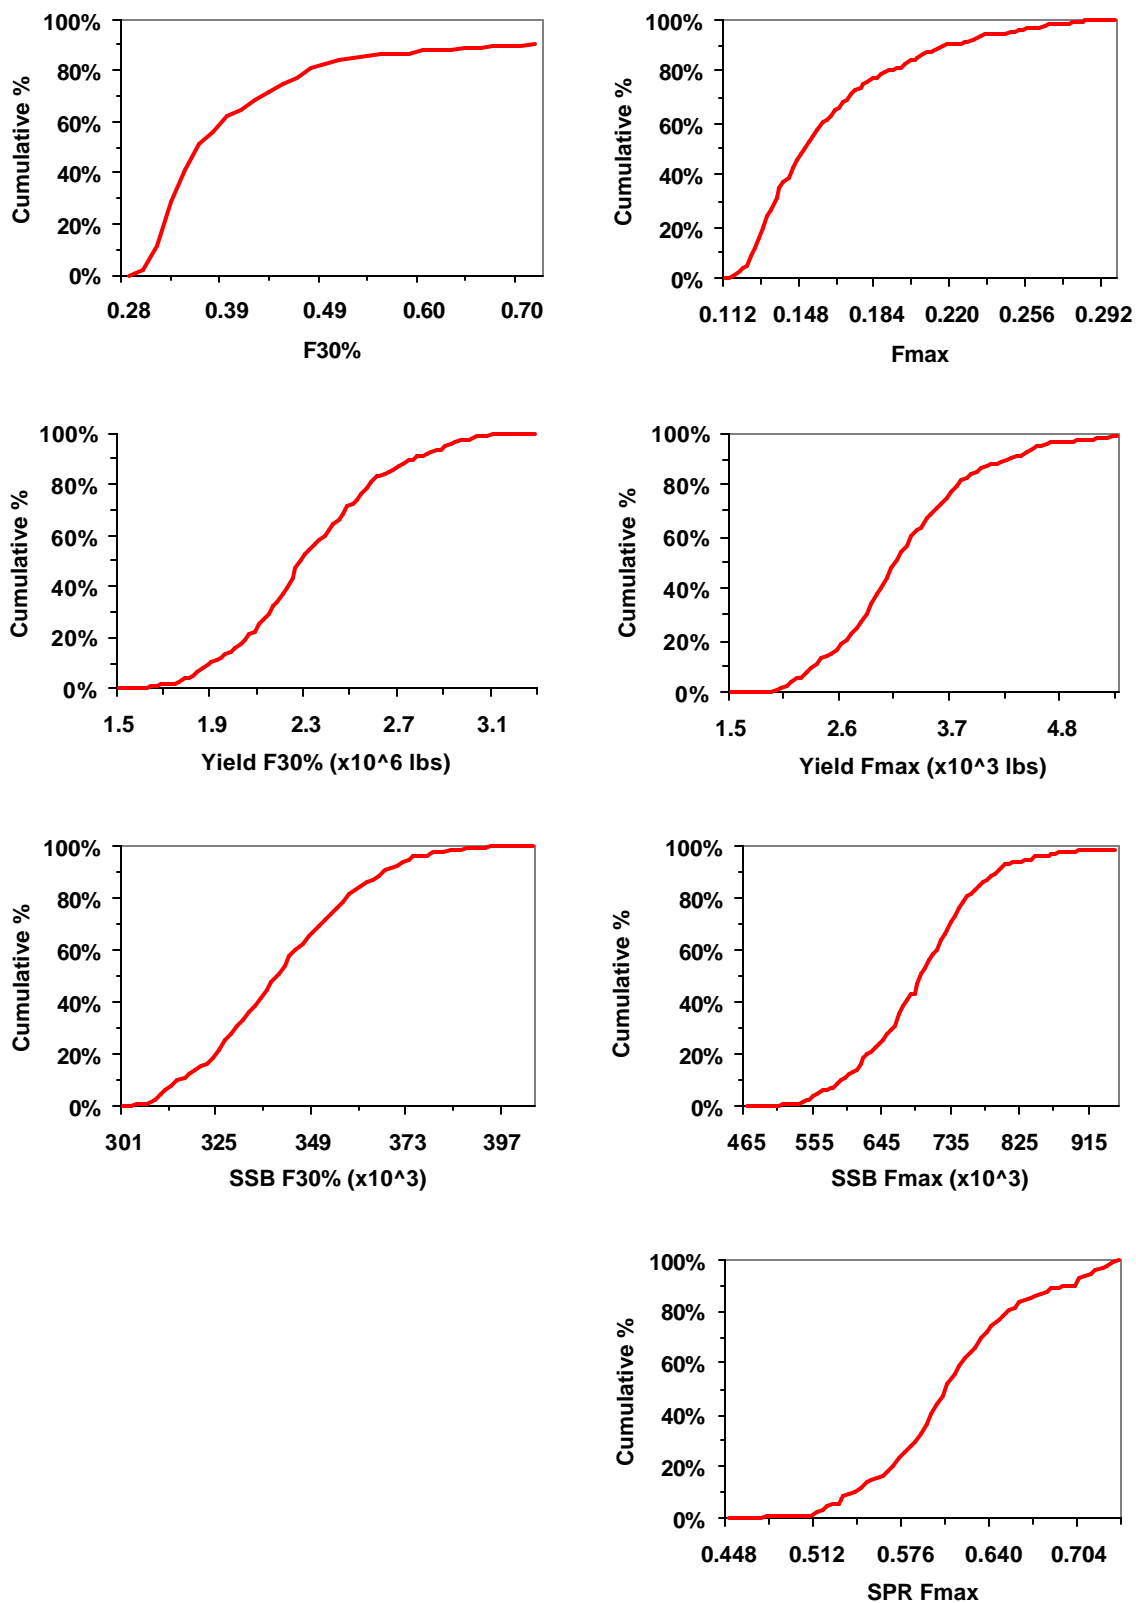 100%
80%
60%
40%
20%
0%
Cumulative %
0.28 0.39 0.49 0.60 0.70
F30%
100%
80%
60%
40%
20%
0%
Cumulative %
0.112 0.148 0.184 0.220 0.256 0.292
Fmax
100%
80%
60%
40%
20%
0%
Cumulative %
1.5 1.9 2.3 2.7 3.1
Yield F30% (x10^6 lbs)
100%
80%
60%
40%
20%
0%
Cumulative %
1.5 2.6 3.7 4.8
Yield Fmax (x10^3 lbs)
100%
80%
60%
40%
20%
0%
Cumulative %
301 325 349 373 397
SSB F30% (x10^3)
100%
80%
60%
40%
20%
0%
Cumulative %
465 555 645 735 825 915
SSB Fmax (x10^3)
100%
80%
60%
40%
20%
0%
Cumulative %
0.448 0.512 0.576 0.640 0.704
SPR Fmax